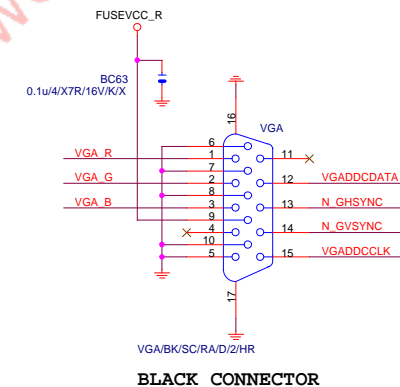 FUSEVCC_R
BC63
0.1u/4/X7R/16V/K/X
16
VGA
6
VGA_R 1 11
7
VGA_G 2 12 VGADDCDATA
8
VGA_B 3 13 N_GHSYNC
9
4 14 N_GVSYNC
10
5 15 VGADDCCLK
17
VGA/BK/SC/RA/D/2/HR
BLACK CONNECTOR